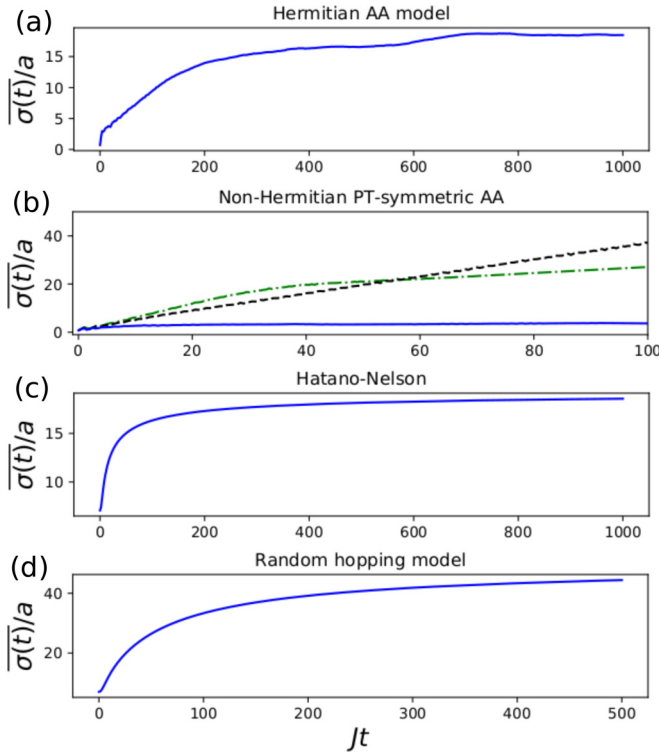 (a)
Hermitian AA model
σ(t)/a
15
10
5
0
0 200 400 600 800 1000
(b)
Non-Hermitian PT-symmetric AA
σ(t)/a
40
20
0
0 20 40 60 80 100
(c)
Hatano-Nelson
σ(t)/a
15
10
0 200 400 600 800 1000
(d)
Random hopping model
σ(t)/a
40
20
0 100 200 300 400 500
Jt